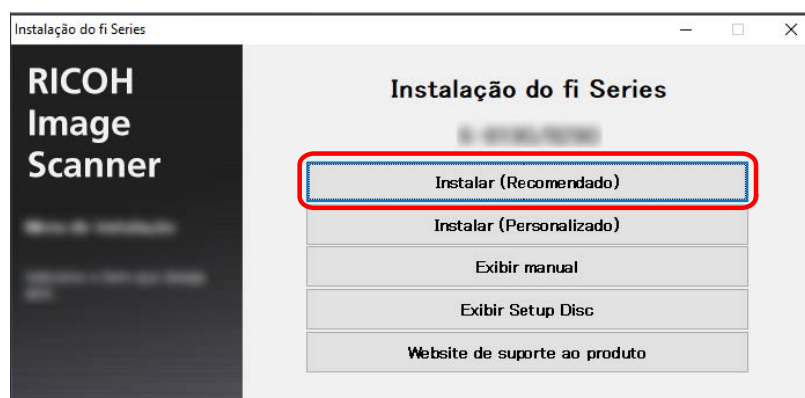 Instalação do fi Series
RICOH
Image
Scanner
Instalação do fi Series
Instalar (Recomendado)
Instalar (Personalizado)
Exibir manual
Exibir Setup Disc
Website de suporte ao produto